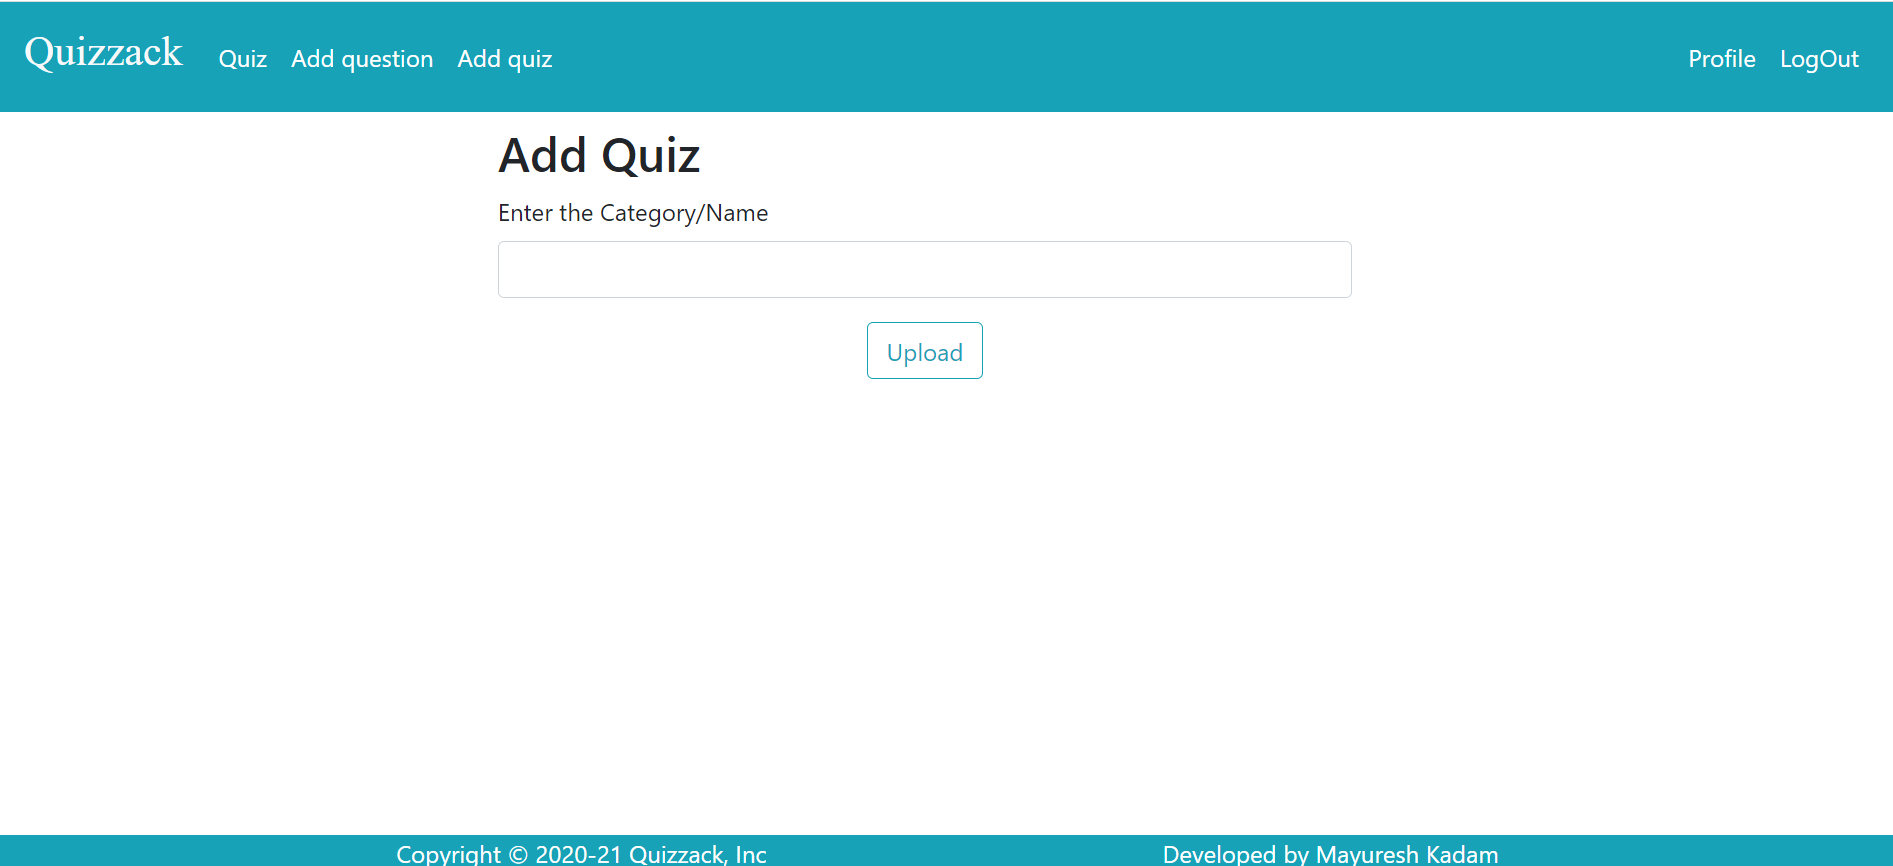 Quizzack Quiz Add question Add quiz Profile LogOut
Add Quiz
Enter the Category/Name
Upload
Copyright © 2020-21 Quizzack, Inc Developed by Mayuresh Kadam